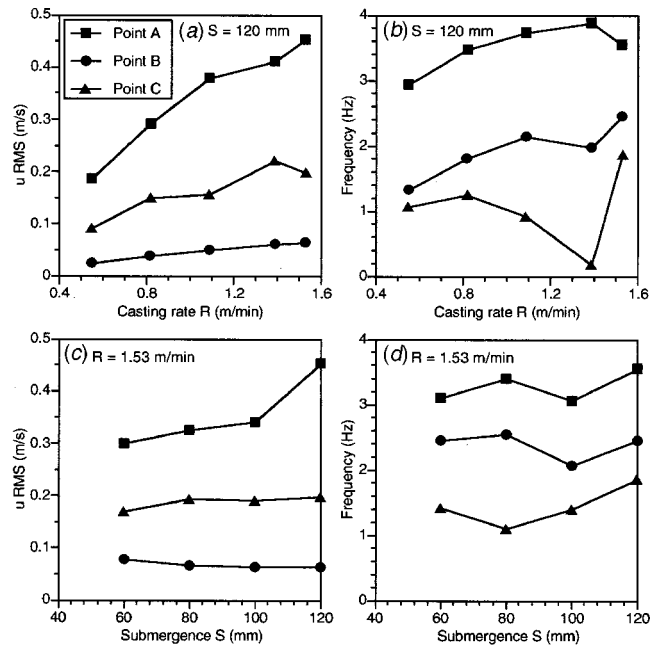 (a) S = 120 mm
Point A
Point B
Point C
u RMS (m/s)
0.5
0.4
0.3
0.2
0.1
0
0.4
0.8
1.2
1.6
Casting rate R (m/min)
(b) S = 120 mm
Frequency (Hz)
4
3
2
1
0
0.4
0.8
1.2
1.6
Casting rate R (m/min)
(c) R = 1.53 m/min
u RMS (m/s)
0.5
0.4
0.3
0.2
0.1
0
40
60
80
100
120
Submergence S (mm)
(d) R = 1.53 m/min
Frequency (Hz)
4
3
2
1
0
40
60
80
100
120
Submergence S (mm)